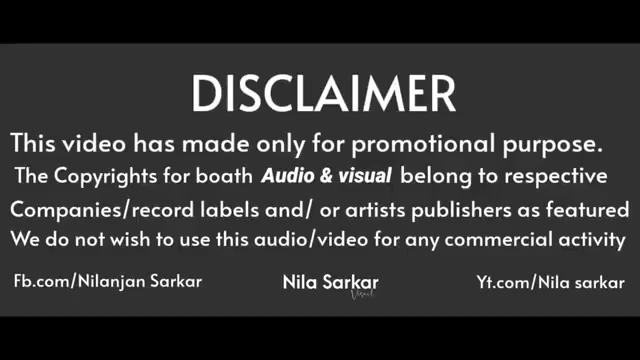 DISCLAIMER
This video has made only for promotional purpose.
The Copyrights for boath Audio & visual belong to respective
Companies/record labels and/ or artists publishers as featured
We do not wish to use this audio/video for any commercial activity
Fb.com/Nilanjan Sarkar Nila Sarkar Yt.com/Nila sarkar
Visual